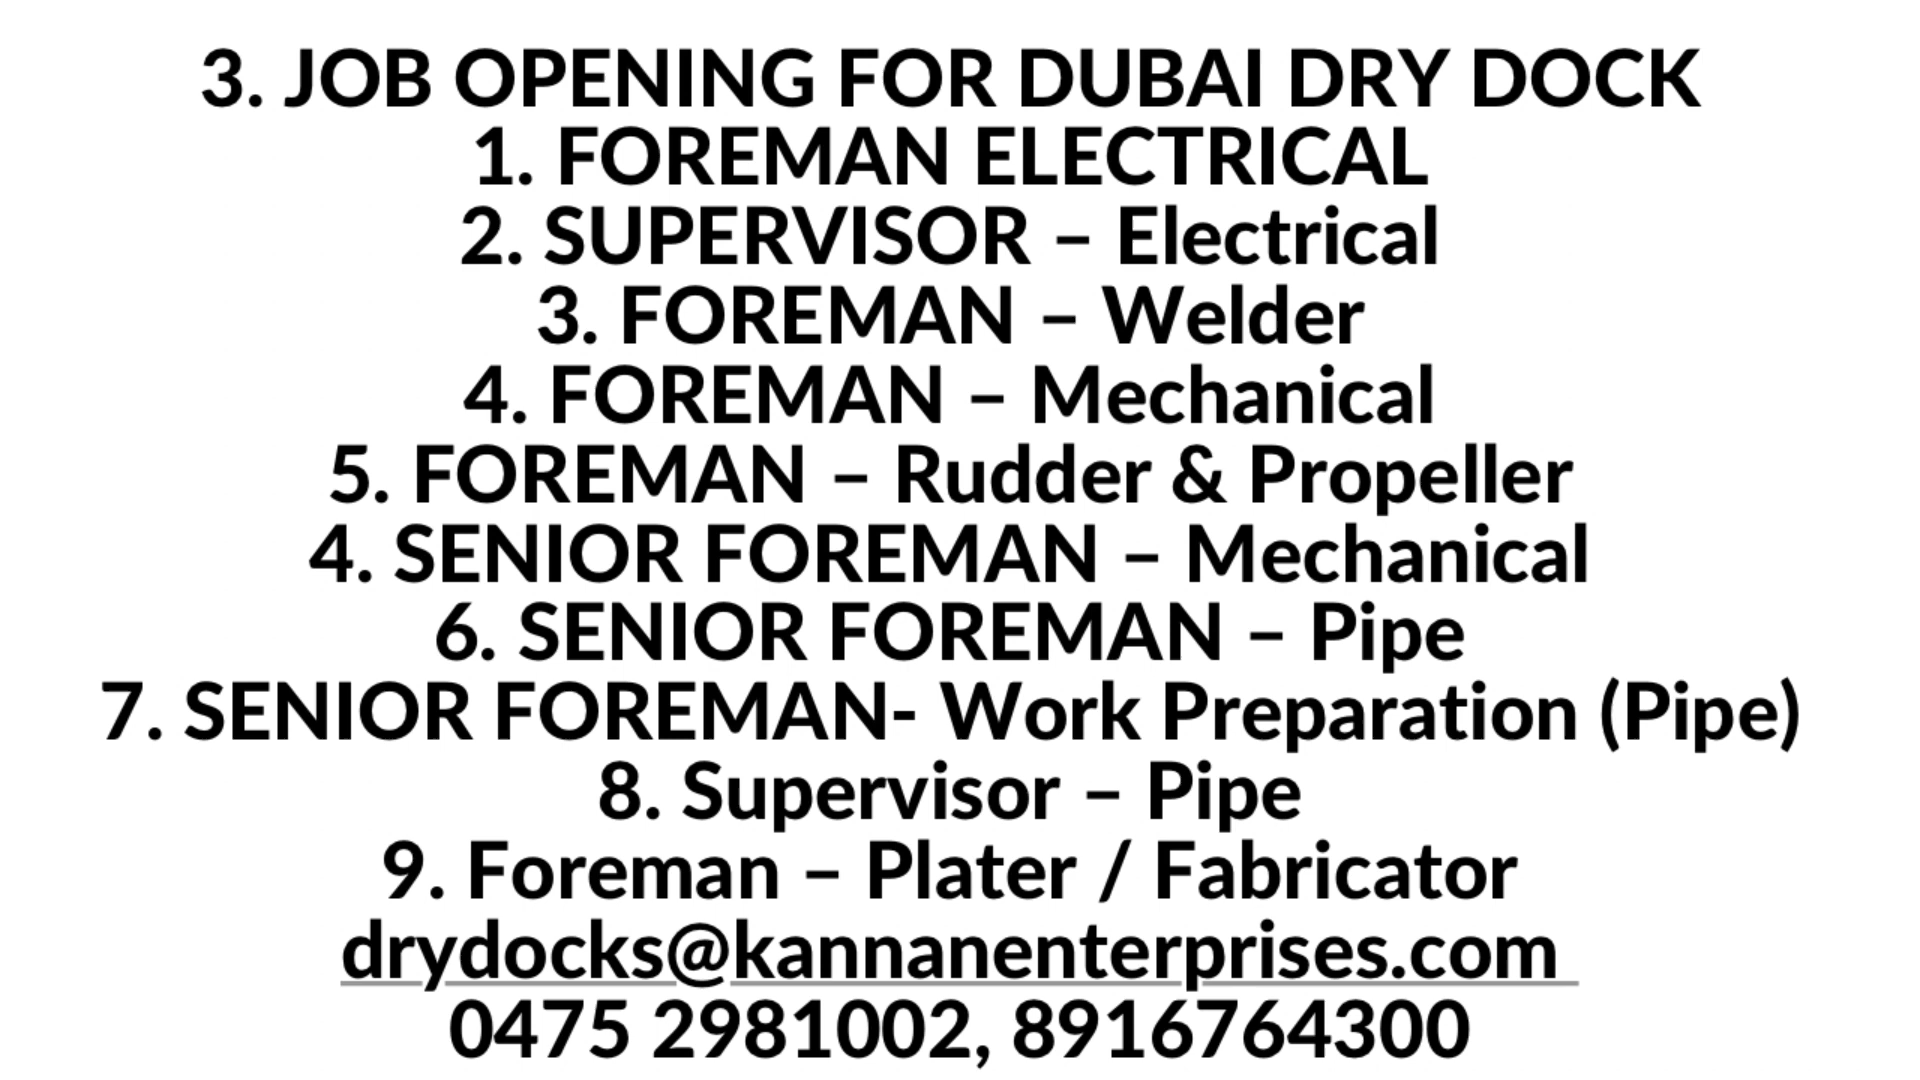 3. JOB OPENING FOR DUBAI DRY DOCK
1. FOREMAN ELECTRICAL
2. SUPERVISOR – Electrical
3. FOREMAN – Welder
4. FOREMAN – Mechanical
5. FOREMAN – Rudder & Propeller
4. SENIOR FOREMAN – Mechanical
6. SENIOR FOREMAN – Pipe
7. SENIOR FOREMAN- Work Preparation (Pipe)
8. Supervisor – Pipe
9. Foreman – Plater / Fabricator
drydocks@kannanenterprises.com
0475 2981002, 8916764300